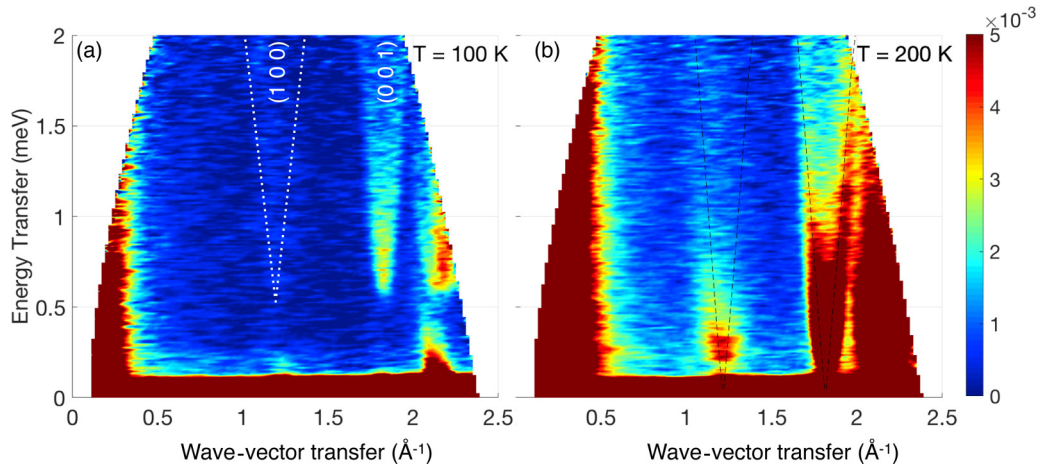 ×10⁻³
(a)
(1 0 0)
(0 0 1)
T = 100 K
(b)
T = 200 K
2
1.5
1
0.5
0
Energy Transfer (meV)
0
0.5
1
1.5
2
2.5
0.5
1
1.5
2
2.5
5
4
3
2
1
0
Wave-vector transfer (Å⁻¹)
Wave-vector transfer (Å⁻¹)